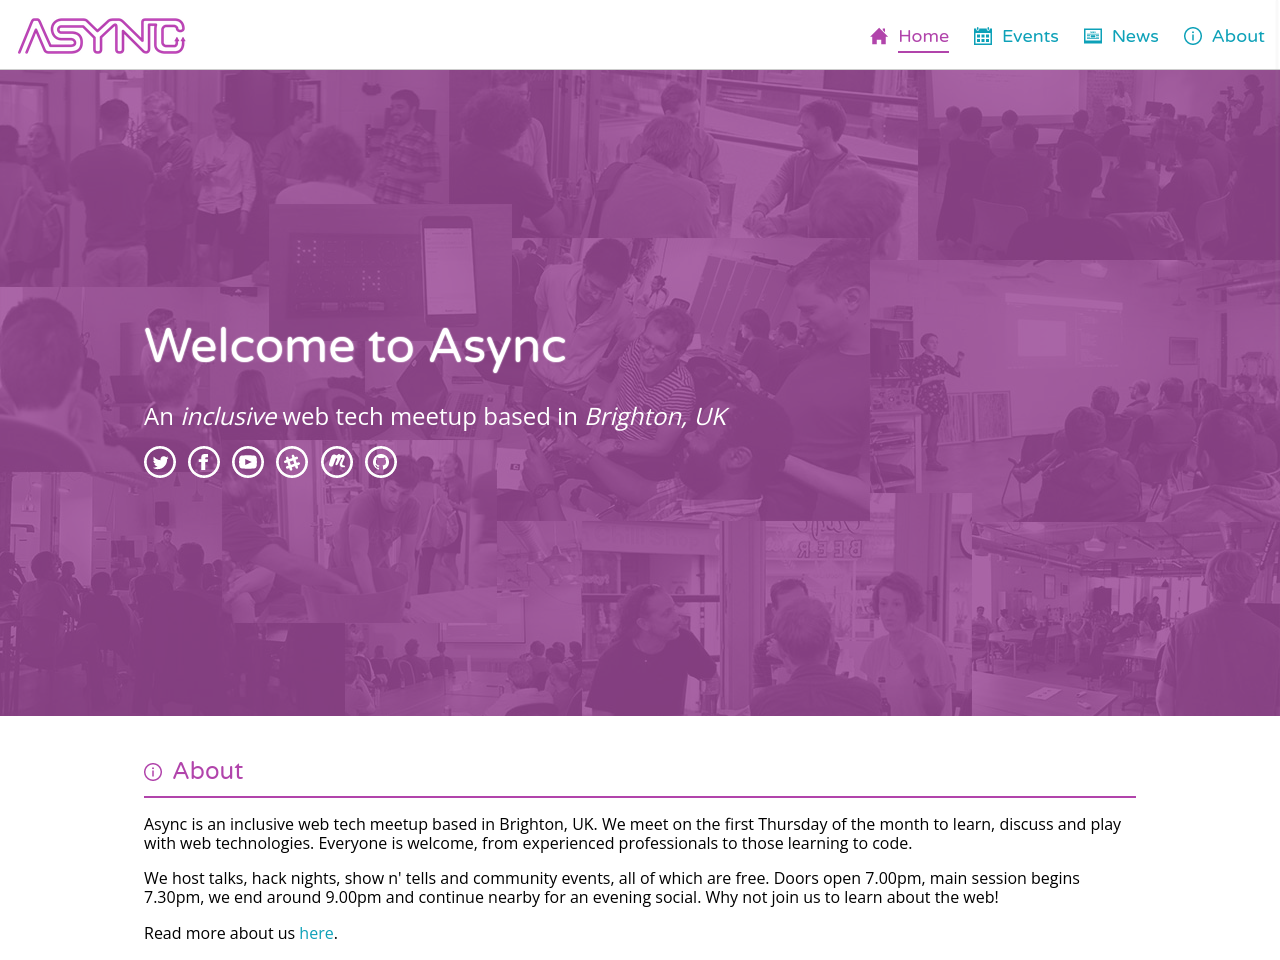 ASYNC
Home Events News About
Welcome to Async
An inclusive web tech meetup based in Brighton, UK
About
Async is an inclusive web tech meetup based in Brighton, UK. We meet on the first Thursday of the month to learn, discuss and play
with web technologies. Everyone is welcome, from experienced professionals to those learning to code.
We host talks, hack nights, show n' tells and community events, all of which are free. Doors open 7.00pm, main session begins
7.30pm, we end around 9.00pm and continue nearby for an evening social. Why not join us to learn about the web!
Read more about us here.